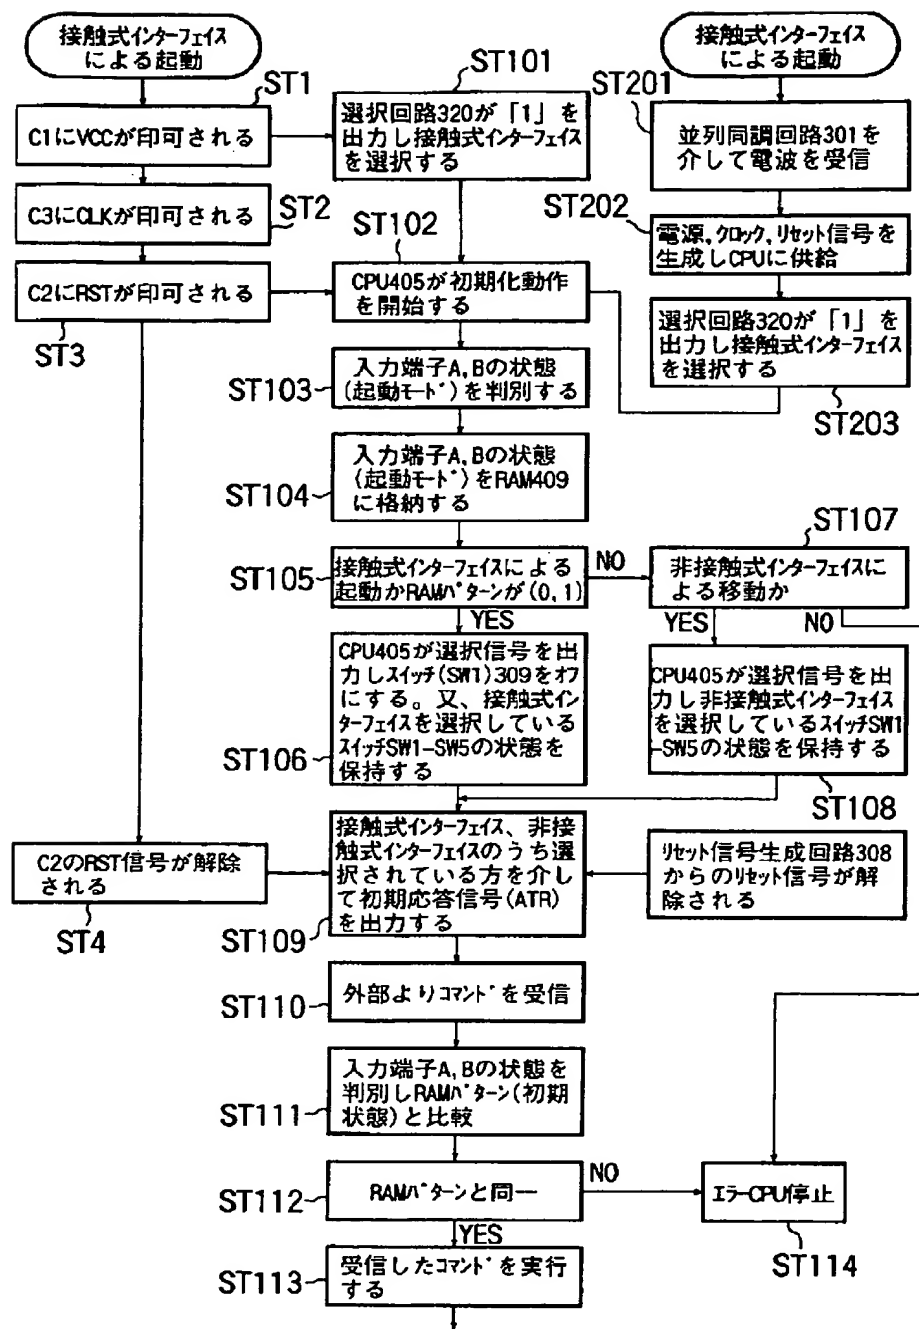 接触式インターフェイス
による起動
ST1
C1にVCCが印可される
C3にCLKが印可される
ST2
C2にRSTが印可される
ST3
C2のRST信号が解除
される
ST4
ST101
選択回路320が「1」を
出力し接触式インターフェイス
を選択する
ST102
CPU405が初期化動作
を開始する
ST103
入力端子A,Bの状態
(起動モード)を判別する
ST104
入力端子A,Bの状態
(起動モード)をRAM409
に格納する
ST105
接触式インターフェイスによる
起動かRAMパターンが(0,1)
NO
YES
ST106
CPU405が選択信号を出
力しスイッチ(SW1)309をオフ
にする。又、接触式イン
ターフェイスを選択している
スイッチSW1-SW5の状態を
保持する
接触式インターフェイス
による起動
ST201
並列同調回路301を
介して電波を受信
ST202
電源,クロック,リセット信号を
生成しCPUに供給
選択回路320が「1」を
出力し接触式インターフェイス
を選択する
ST203
ST107
非接触式インターフェイスに
よる移動か
YES
NO
CPU405が選択信号を出
力し非接触式インターフェイス
を選択しているスイッチSW1
-SW5の状態を保持する
ST108
接触式インターフェイス、非接
触式インターフェイスのうち選
択されている方を介し
て初期応答信号(ATR)
を出力する
ST109
リセット信号生成回路308
からのリセット信号が解
除される
ST110
外部よりコマンドを受信
ST111
入力端子A,Bの状態を
判別しRAMパターン(初期
状態)と比較
ST112
RAMパターンと同一
NO
YES
エラーCPU停止
ST114
ST113
受信したコマンドを実行
する